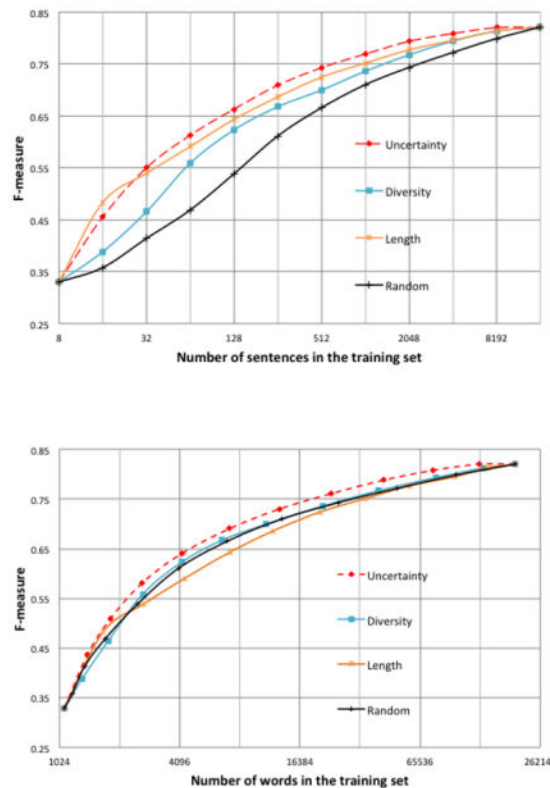 0.85
0.75
0.65
0.55
0.45
0.35
0.25
F-measure
Uncertainty
Diversity
Length
Random
8 32 128 512 2048 8192
Number of sentences in the training set
0.85
0.75
0.65
0.55
0.45
0.35
0.25
F-measure
Uncertainty
Diversity
Length
Random
1024 4096 16384 65536 26214
Number of words in the training set